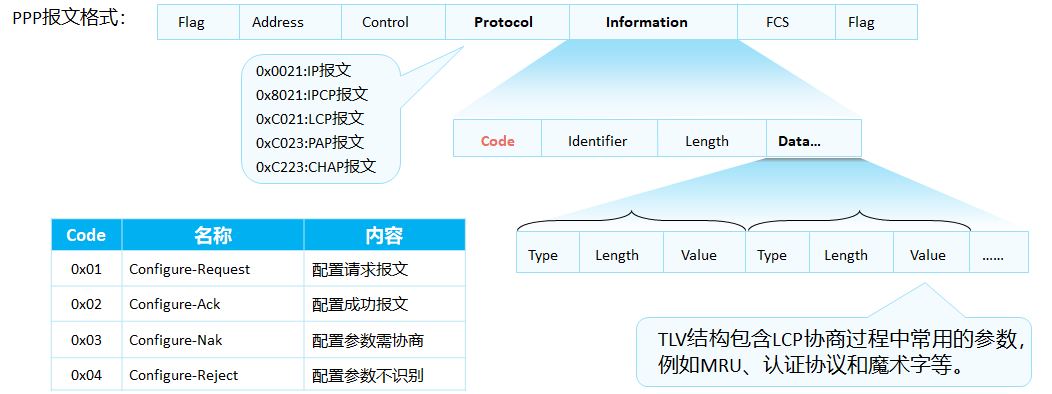 PPP报文格式：
Flag Address Control Protocol Information FCS Flag
0x0021:IP报文
0x8021:IPCP报文
0xC021:LCP报文
0xC023:PAP报文
0xC223:CHAP报文
Code Identifier Length Data...
Type Length Value Type Length Value ......
TLV结构包含LCP协商过程中常用的参数，
例如MRU、认证协议和魔术字等。
Code 名称 内容
0x01 Configure-Request 配置请求报文
0x02 Configure-Ack 配置成功报文
0x03 Configure-Nak 配置参数需协商
0x04 Configure-Reject 配置参数不识别